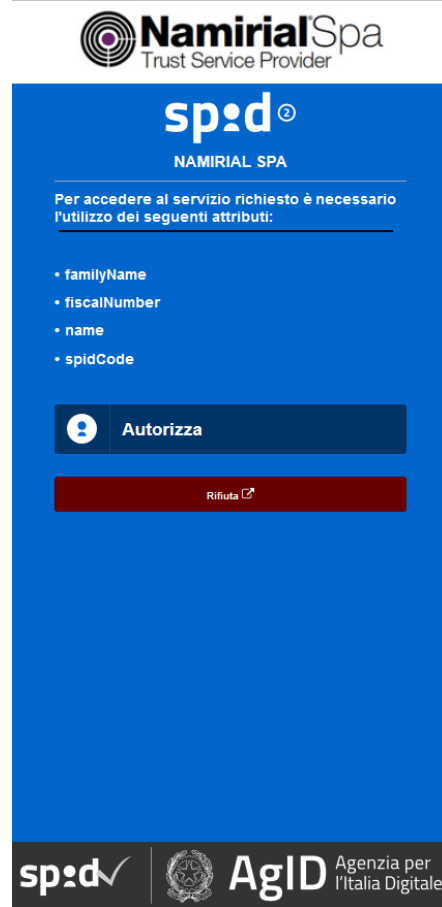 Namirial Spa
Trust Service Provider
spid 2
NAMIRIAL SPA
Per accedere al servizio richiesto è necessario
l'utilizzo dei seguenti attributi:
• familyName
• fiscalNumber
• name
• spidCode
Autorizza
Rifiuta
spid AgID Agenzia per
l'Italia Digitale